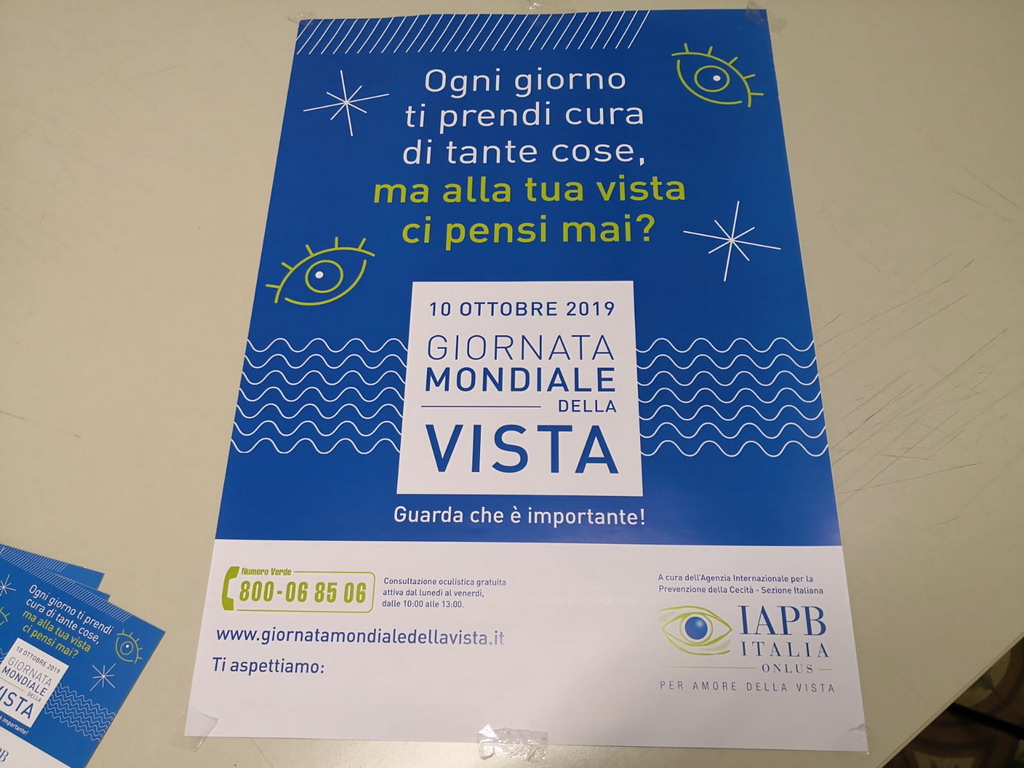 Ogni giorno
ti prendi cura
di tante cose,
ma alla tua vista
ci pensi mai?
10 OTTOBRE 2019
GIORNATA
MONDIALE
DELLA
VISTA
Guarda che è importante!
Numero Verde
800-06 85 06
Consultazione oculistica gratuita
attiva dal lunedì al venerdì,
dalle 10:00 alle 13:00.
www.giornatamondialedellavista.it
Ti aspettiamo:
A cura dell'Agenzia Internazionale per la
Prevenzione della Cecità - Sezione Italiana
IAPB
ITALIA
ONLUS
PER AMORE DELLA VISTA
Ogni giorno ti prendi
cura di tante cose,
ma alla tua vista
ci pensi mai?
10 OTTOBRE 2019
GIORNATA
MONDIALE
DELLA
VISTA
importante!